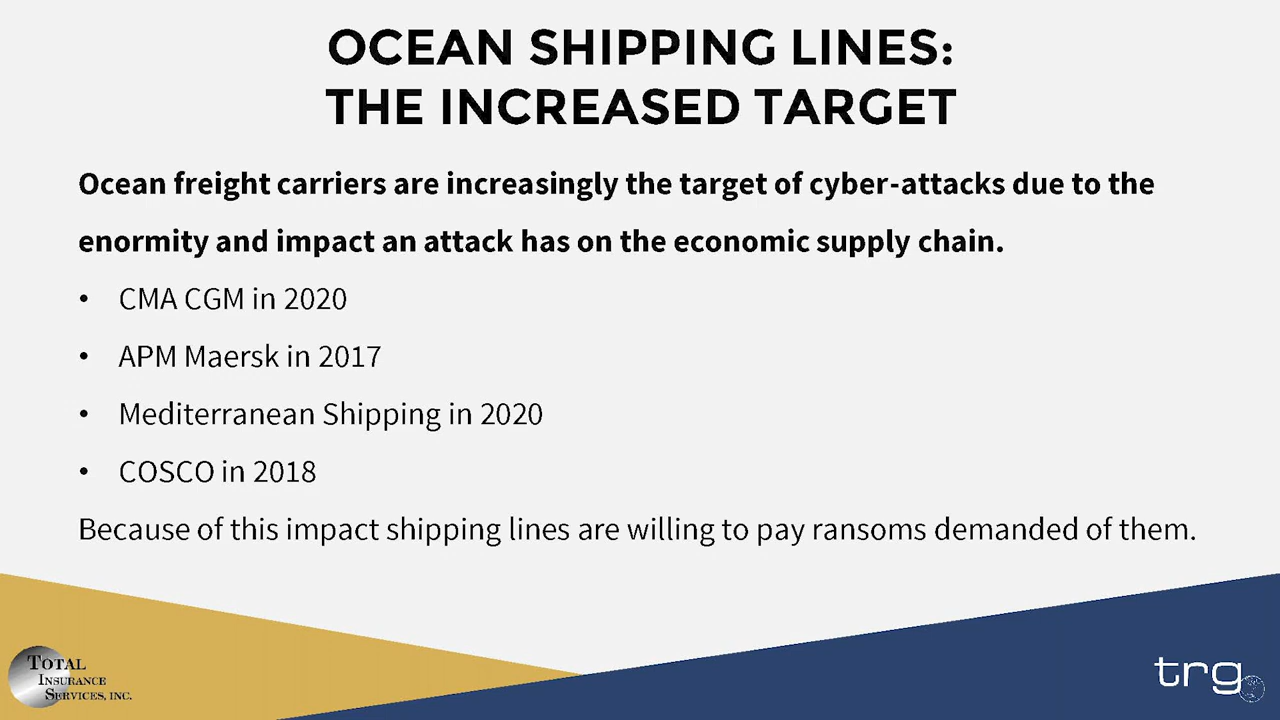 OCEAN SHIPPING LINES:
THE INCREASED TARGET
Ocean freight carriers are increasingly the target of cyber-attacks due to the
enormity and impact an attack has on the economic supply chain.
• CMA CGM in 2020
• APM Maersk in 2017
• Mediterranean Shipping in 2020
• COSCO in 2018
Because of this impact shipping lines are willing to pay ransoms demanded of them.
TOTAL
INSURANCE
SERVICES, INC.
trg